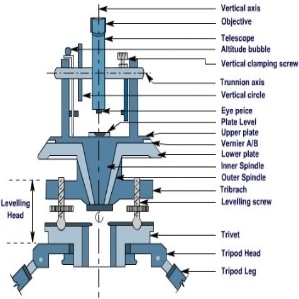 Vertical axis
Objective
Telescope
Altitude bubble
Vertical clamping screw
Trunnion axis
Vertical circle
Eye peice
Plate Level
Upper plate
Vernier A/B
Lower plate
Inner Spindle
Outer Spindle
Tribrach
Levelling screw
Levelling
Head
Trivet
Tripod Head
Tripod Leg